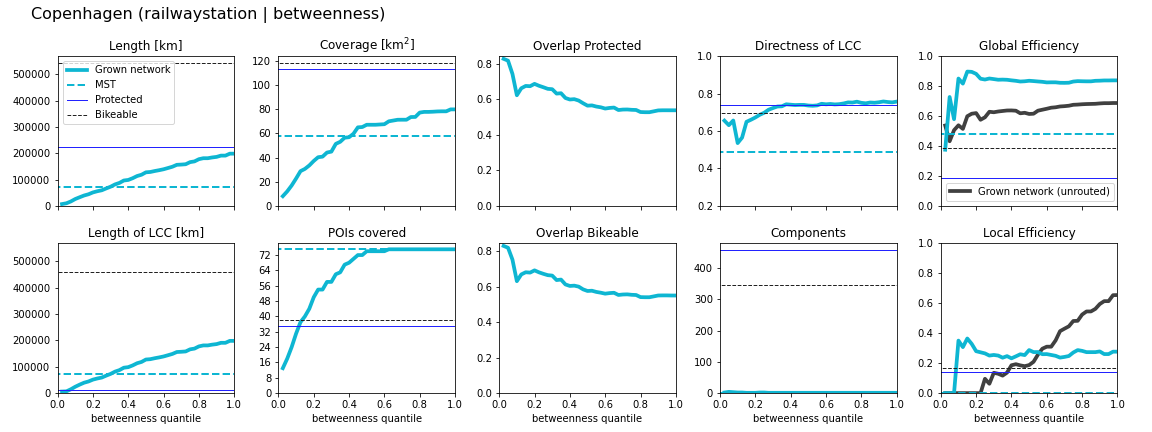 Copenhagen (railwaystation | betweenness)
Length [km]
Coverage [km²]
Overlap Protected
Directness of LCC
Global Efficiency
500000
400000
300000
200000
100000
0
Grown network
MST
Protected
Bikeable
120
100
80
60
40
20
0
0.8
0.6
0.4
0.2
0.0
1.0
0.8
0.6
0.4
0.2
1.0
0.8
0.6
0.4
0.2
0.0
Grown network (unrouted)
Length of LCC [km]
POIs covered
Overlap Bikeable
Components
Local Efficiency
500000
400000
300000
200000
100000
0
72
64
56
48
40
32
24
16
8
0
0.8
0.6
0.4
0.2
0.0
400
300
200
100
0
1.0
0.8
0.6
0.4
0.2
0.0
0.0 0.2 0.4 0.6 0.8 1.0
0.0 0.2 0.4 0.6 0.8 1.0
0.0 0.2 0.4 0.6 0.8 1.0
0.0 0.2 0.4 0.6 0.8 1.0
0.0 0.2 0.4 0.6 0.8 1.0
betweenness quantile
betweenness quantile
betweenness quantile
betweenness quantile
betweenness quantile